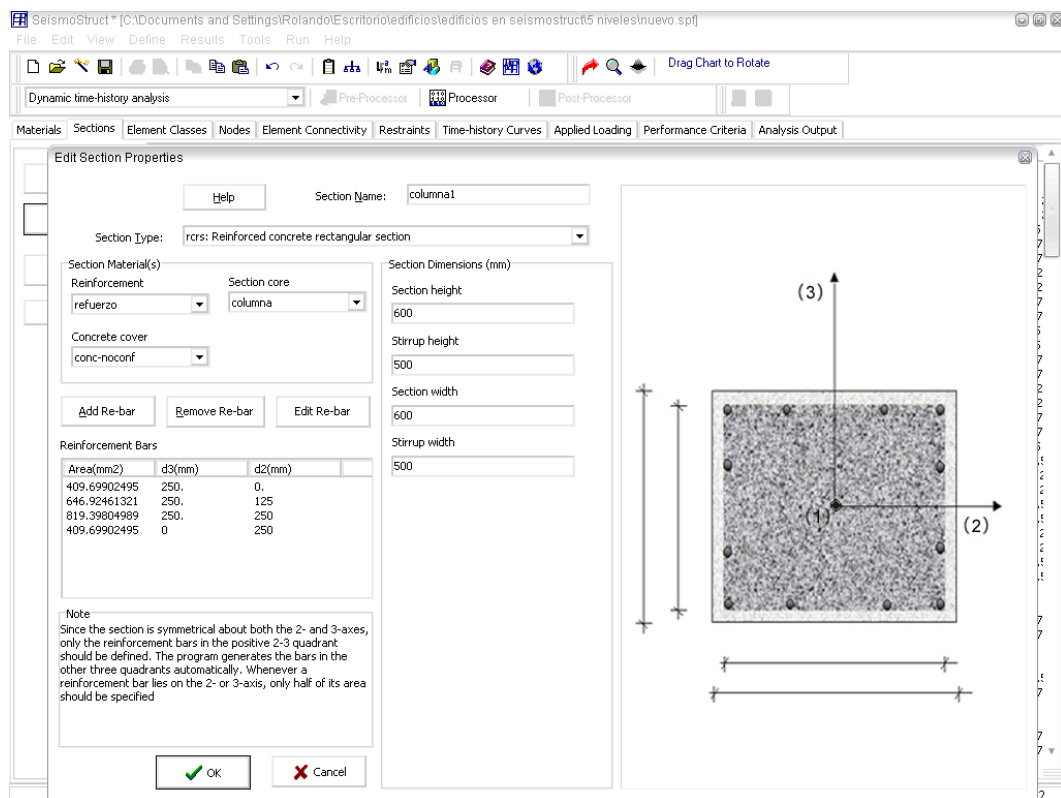 SeismoStruct * [C:\Documents and Settings\Rolando\Escritorio\edificios\edificios en seismostruct\5 niveles\nuevo.spf]
File Edit View Define Results Tools Run Help
Drag Chart to Rotate
Dynamic time-history analysis Pre-Processor Processor Post-Processor
Materials Sections Element Classes Nodes Element Connectivity Restraints Time-history Curves Applied Loading Performance Criteria Analysis Output
Edit Section Properties
Help Section Name: columna1
Section Type: rcrs: Reinforced concrete rectangular section
Section Material(s)
Reinforcement Section core
refuerzo columna
Concrete cover
conc-noconf
Add Re-bar Remove Re-bar Edit Re-bar
Reinforcement Bars
Area(mm2) d3(mm) d2(mm)
409.69902495 250. 0.
646.92461321 250. 125
819.39804989 250. 250
409.69902495 0 250
Note
Since the section is symmetrical about both the 2- and 3-axes,
only the reinforcement bars in the positive 2-3 quadrant
should be defined. The program generates the bars in the
other three quadrants automatically. Whenever a
reinforcement bar lies on the 2- or 3-axis, only half of its area
should be specified
OK Cancel
Section Dimensions (mm)
Section height
600
Stirrup height
500
Section width
600
Stirrup width
500
(3)
(1)
(2)